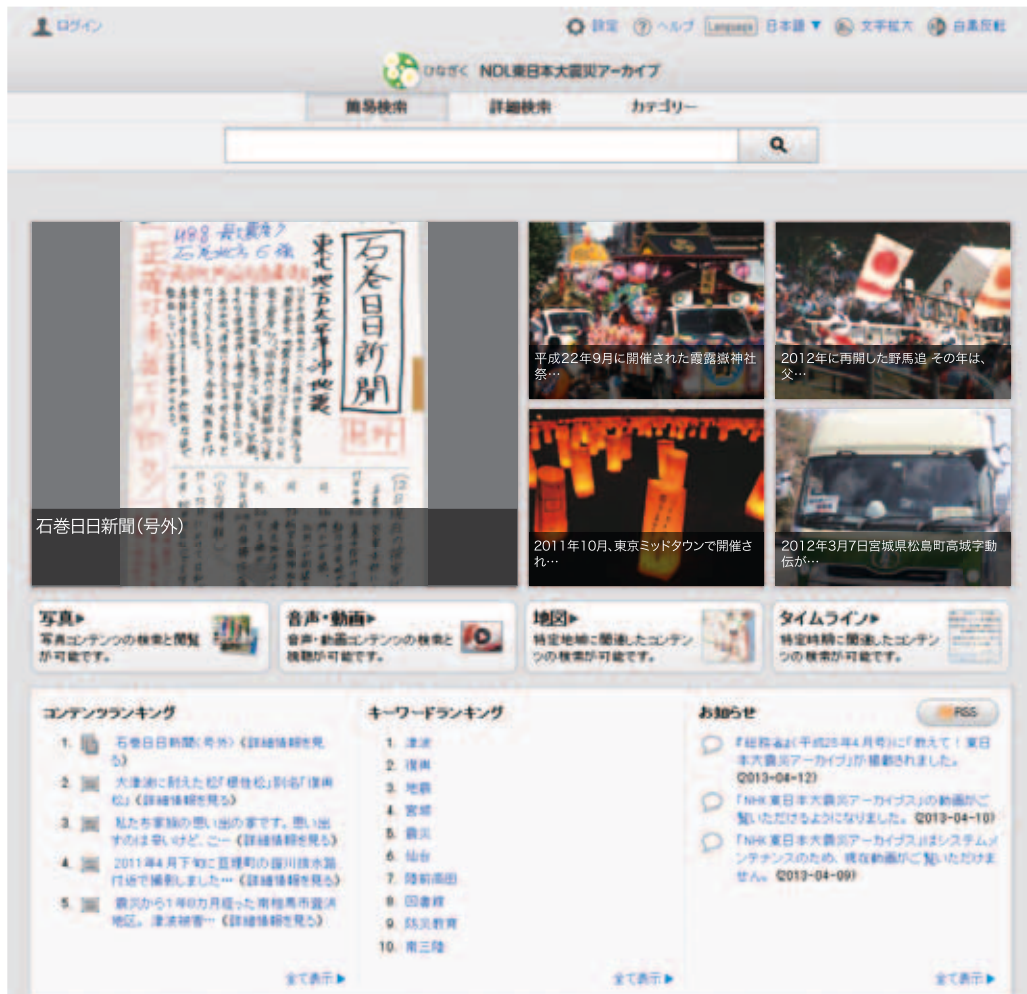 ログイン
設定 ヘルプ Language 日本語▼ 文字拡大 白黒反転
ひなぎく NDL東日本大震災アーカイブ
簡易検索 詳細検索 カテゴリー
石巻日日新聞
号外
東北地方太平洋沖地震
石巻日日新聞(号外)
平成22年9月に開催された霞露嶽神社
祭…
2012年に再開した野馬追 その年は、
父…
2011年10月、東京ミッドタウンで開催さ
れ…
2012年3月7日宮城県松島町高城字動
伝が…
写真▶
写真コンテンツの検索と閲覧
が可能です。
音声・動画▶
音声・動画コンテンツの検索と
視聴が可能です。
地図▶
特定地域に関連したコンテン
ツの検索が可能です。
タイムライン▶
特定時期に関連したコンテン
ツの検索が可能です。
コンテンツランキング
1. 石巻日日新聞(号外)《詳細情報を見
る》
2. 大津波に耐えた松「根性松」別名「復興
松」《詳細情報を見る》
3. 私たち家族の思い出の家です。思い出
すのは辛いけど、こ…《詳細情報を見る》
4. 2011年4月下旬に亘理町の
付近で撮影しました…《詳細情報を見る》
5. 震災から1年8カ月経った南相馬市
地区。津波被害…《詳細情報を見る》
全て表示▶
キーワードランキング
1. 津波
2. 復興
3. 地震
4. 宮城
5. 震災
6. 仙台
7. 陸前高田
8. 図書館
9. 防災教育
10. 南三陸
全て表示▶
お知らせ
RSS
『総務省』(平成25年4月号)に「教えて!東日
本大震災アーカイブ」が掲載されました。
(2013-04-12)
「NHK東日本大震災アーカイブス」の動画がご
覧いただけるようになりました。(2013-04-10)
「NHK東日本大震災アーカイブス」はシステムメ
ンテナンスのため、現在動画がご覧いただけま
せん。(2013-04-09)
全て表示▶